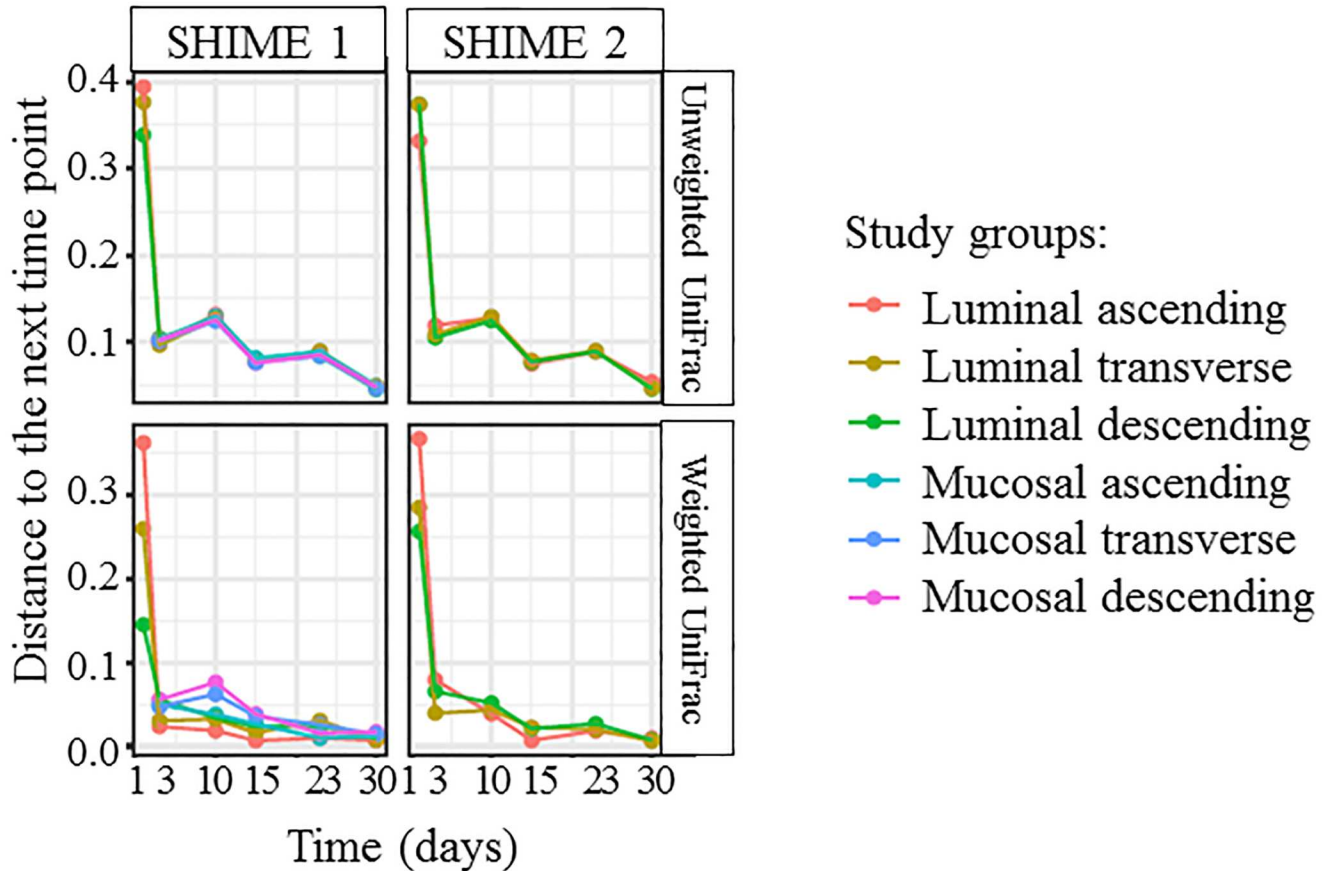 SHIME 1
SHIME 2
Distance to the next time point
0.4
0.3
0.2
0.1
Unweighted UniFrac
0.3
0.2
0.1
0.0
Weighted UniFrac
1 3 10 15 23 30
1 3 10 15 23 30
Time (days)
Study groups:
Luminal ascending
Luminal transverse
Luminal descending
Mucosal ascending
Mucosal transverse
Mucosal descending